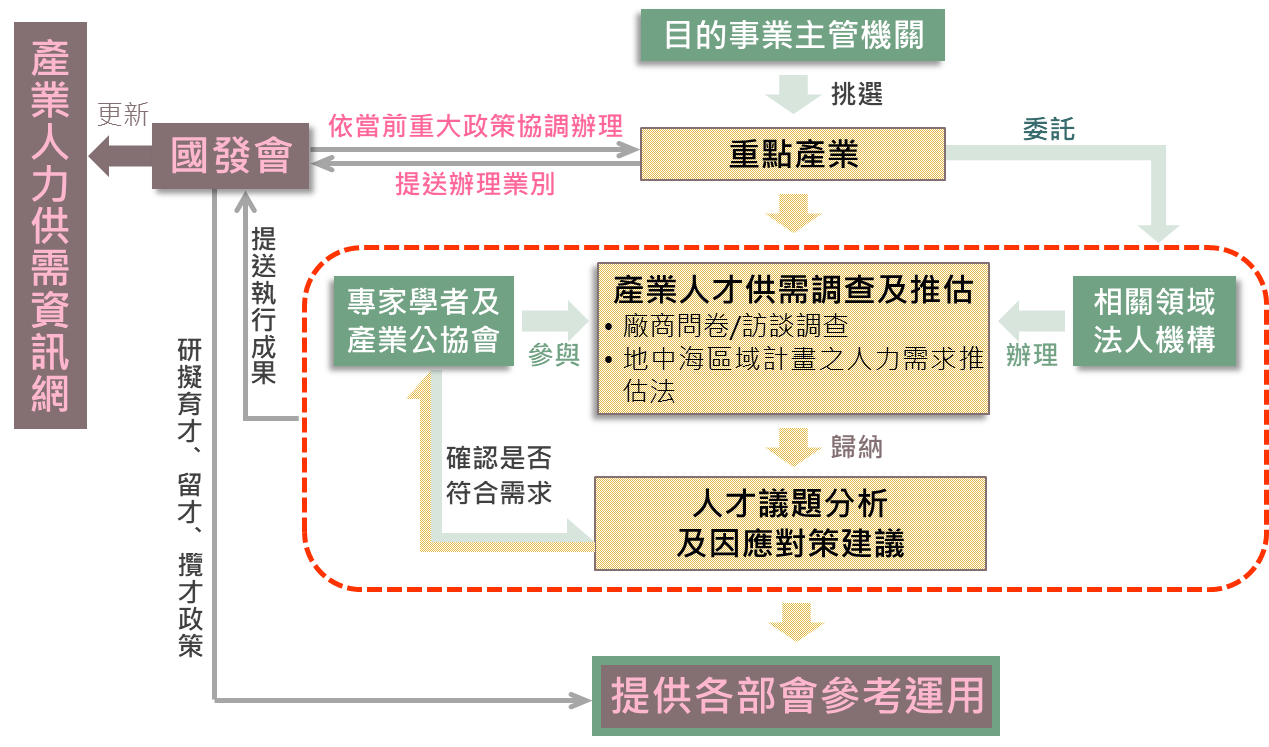 目的事業主管機關
挑選
產業人力供需資訊網
更新
國發會
依當前重大政策協調辦理
提送辦理業別
重點產業
委託
提送執行成果
專家學者及
產業公協會
參與
產業人才供需調查及推估
• 廠商問卷/訪談調查
• 地中海區域計畫之人力需求推
估法
辦理
相關領域
法人機構
歸納
確認是否
符合需求
人才議題分析
及因應對策建議
研擬育才、留才、攬才政策
提供各部會參考運用